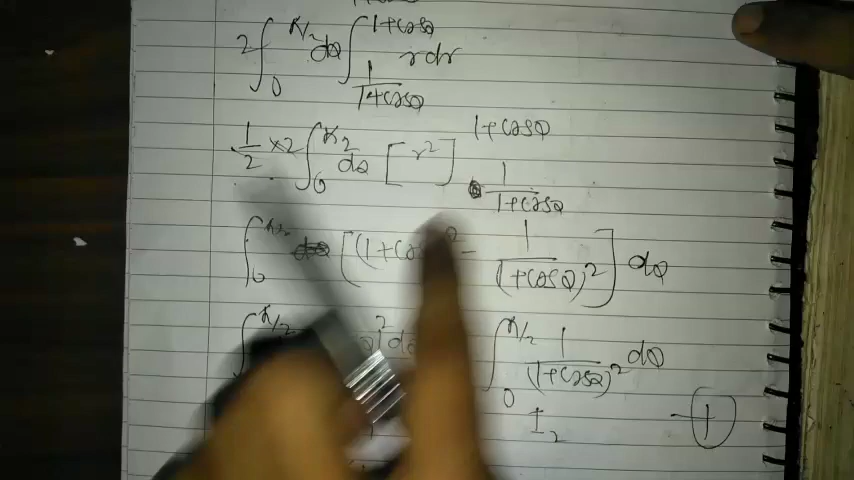 2∫₀^{π/2} dθ ∫_{1/(1+cosθ)}^{1+cosθ} r dr
1/2 × 2 ∫₀^{π/2} dθ [r²]_{1/(1+cosθ)}^{1+cosθ}
∫₀^{π/2} [(1+cos θ)² - 1/(1+cosθ)²] dθ
∫ π/2 ² dθ ∫₀^{π/2} 1/(1+cosθ)² dθ
I₂ —①